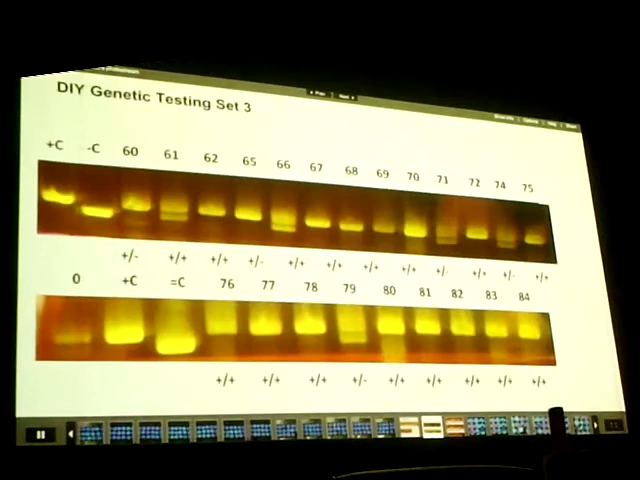 DIY Genetic Testing Set 3
+C -C 60 61 62 65 66 67 68 69 70 71 72 74 75
+/- +/+ +/+ +/- +/+ +/+ +/+ +/+ +/- +/+ +/- +/+
0 +C =C 76 77 78 79 80 81 82 83 84
+/+ +/+ +/+ +/- +/+ +/+ +/+ +/+ +/+